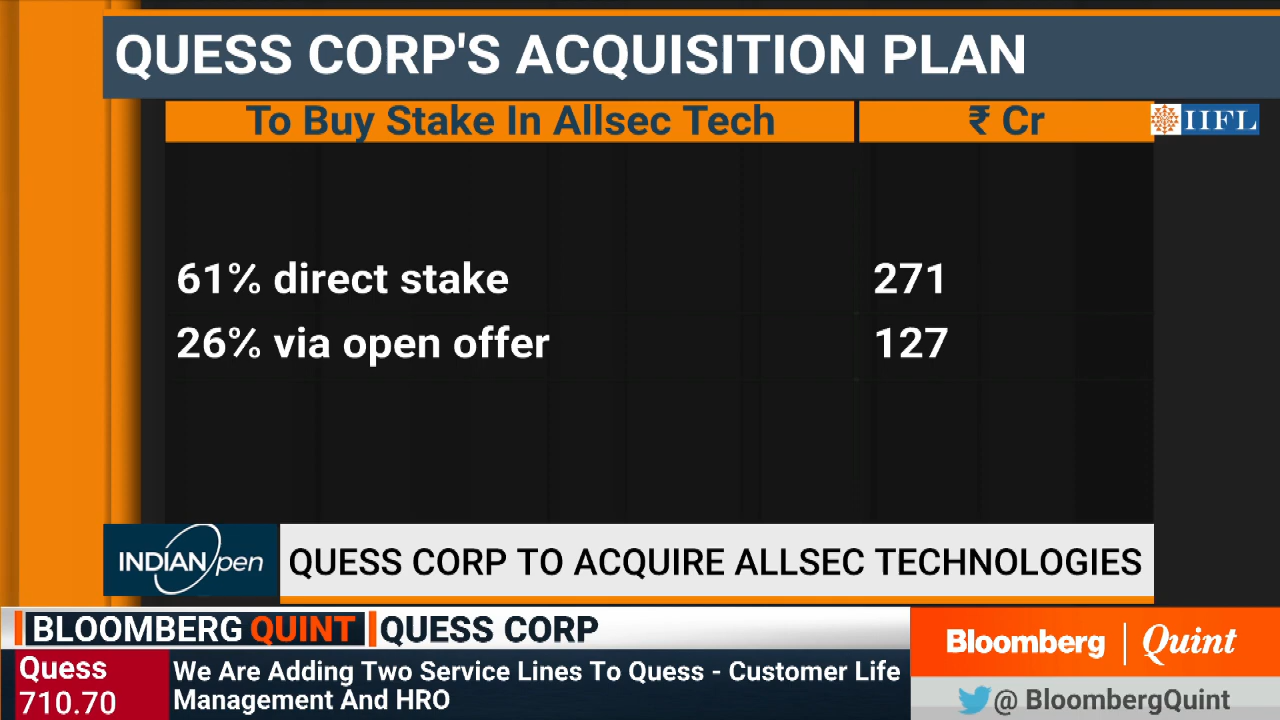 QUESS CORP'S ACQUISITION PLAN
To Buy Stake In Allsec Tech ₹ Cr
IIFL
61% direct stake 271
26% via open offer 127
INDIAN Open QUESS CORP TO ACQUIRE ALLSEC TECHNOLOGIES
BLOOMBERG QUINT QUESS CORP
Bloomberg | Quint
Quess We Are Adding Two Service Lines To Quess - Customer Life
710.70 Management And HRO
@ BloombergQuint